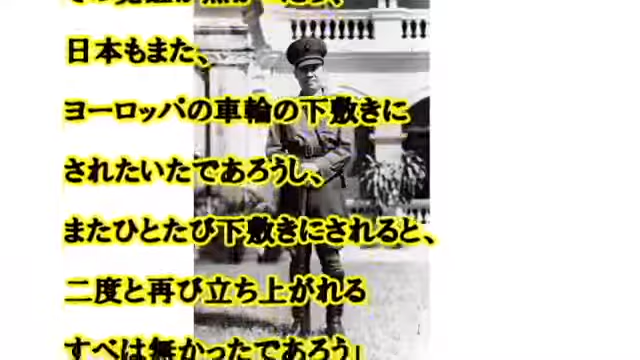 日本もまた、
ヨーロッパの車輪の下敷きに
されたいたであろうし、
またひとたび下敷きにされると、
二度と再び立ち上がれる
すべは無かったであろう」